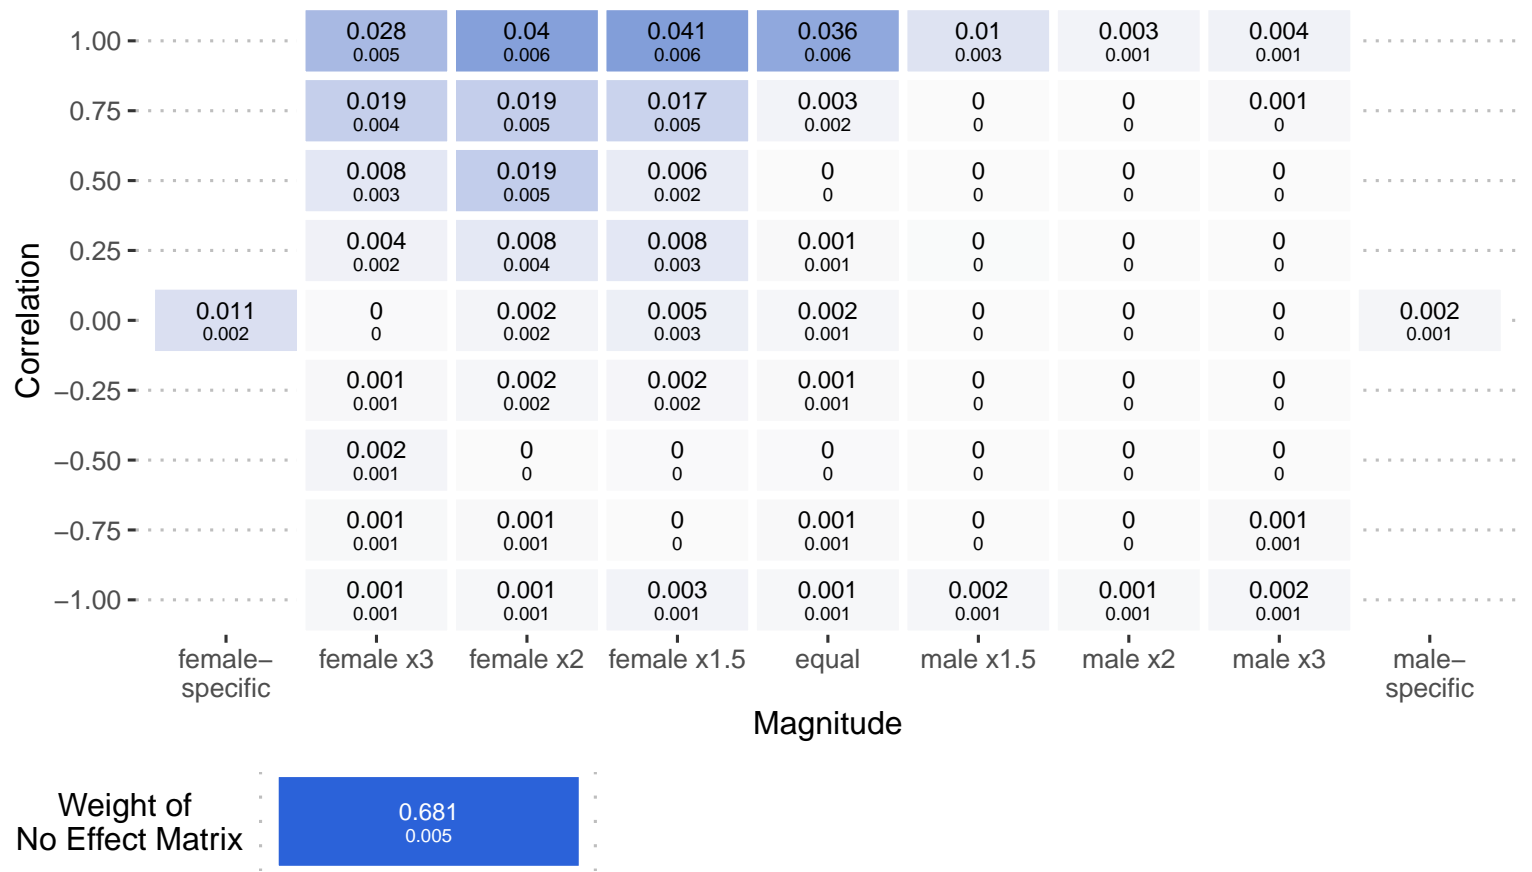 1.00 0.028 0.04 0.041 0.036 0.01 0.003 0.004
0.005 0.006 0.006 0.006 0.003 0.001 0.001
0.75 0.019 0.019 0.017 0.003 0 0 0.001
0.004 0.005 0.005 0.002 0 0 0
0.50 0.008 0.019 0.006 0 0 0 0
0.003 0.005 0.002 0 0 0 0
0.25 0.004 0.008 0.008 0.001 0 0 0
0.002 0.004 0.003 0.001 0 0 0
Correlation
0.00 0.011 0 0.002 0.005 0.002 0 0 0 0.002
0.002 0 0.002 0.003 0.001 0 0 0 0.001
−0.25 0.001 0.002 0.002 0.001 0 0 0
0.001 0.002 0.002 0.001 0 0 0
−0.50 0.002 0 0 0 0 0 0
0.001 0 0 0 0 0 0
−0.75 0.001 0.001 0 0.001 0 0 0.001
0.001 0.001 0 0.001 0 0 0.001
−1.00 0.001 0.001 0.003 0.001 0.002 0.001 0.002
0.001 0.001 0.001 0.001 0.001 0.001 0.001
female− female x3 female x2 female x1.5 equal male x1.5 male x2 male x3 male−
specific specific
Magnitude
Weight of
No Effect Matrix
0.681
0.005